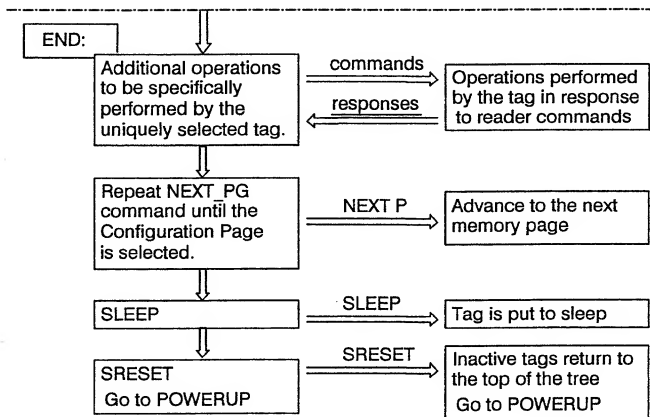 END:
Additional operations
to be specifically
performed by the
uniquely selected tag.
commands
responses
Operations performed
by the tag in response
to reader commands
Repeat NEXT_PG
command until the
Configuration Page
is selected.
NEXT P
Advance to the next
memory page
SLEEP
SLEEP
Tag is put to sleep
SRESET
Go to POWERUP
SRESET
Inactive tags return to
the top of the tree
Go to POWERUP